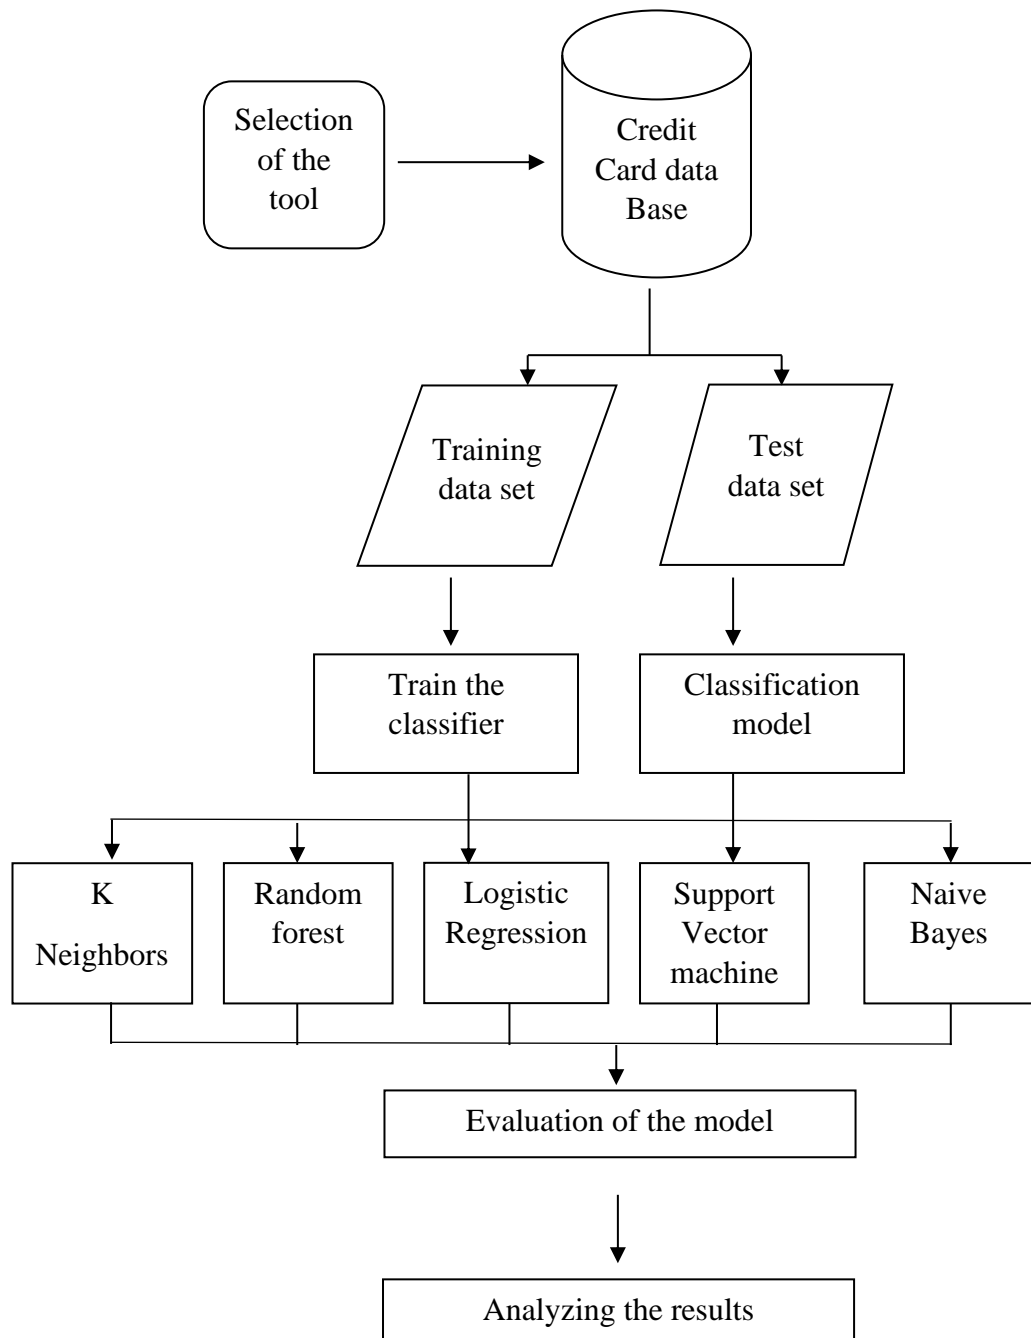 Selection
of the
tool
Credit
Card data
Base
Training
data set
Test
data set
Train the
classifier
Classification
model
K
Neighbors
Random
forest
Logistic
Regression
Support
Vector
machine
Naive
Bayes
Evaluation of the model
Analyzing the results